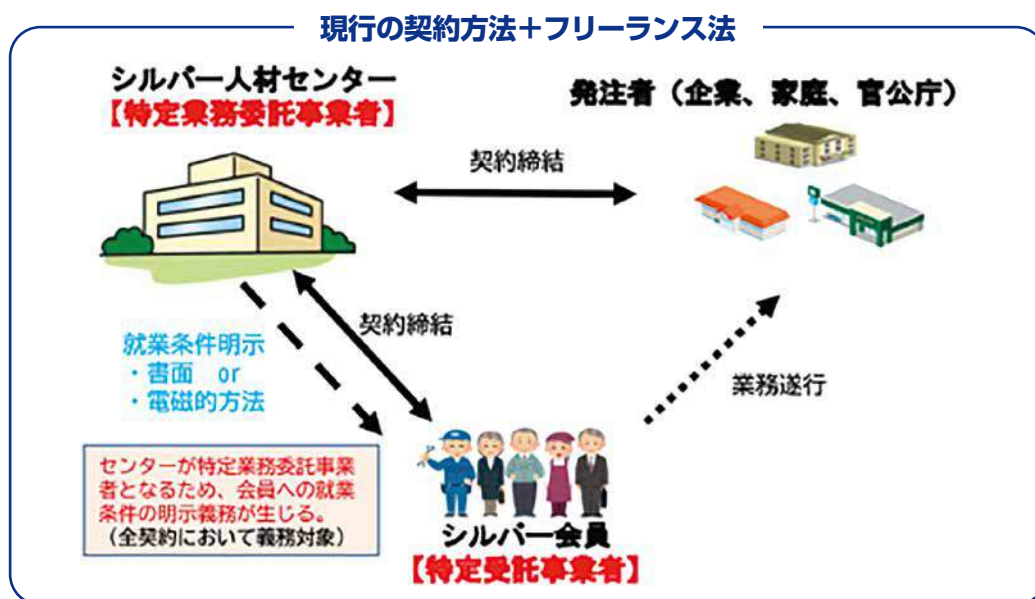 現行の契約方法＋フリーランス法
シルバー人材センター
【特定業務委託事業者】
発注者（企業、家庭、官公庁）
契約締結
契約締結
就業条件明示
・書面　or
・電磁的方法
業務遂行
センターが特定業務委託事業
者となるため、会員への就業
条件の明示義務が生じる。
（全契約において義務対象）
シルバー会員
【特定受託事業者】